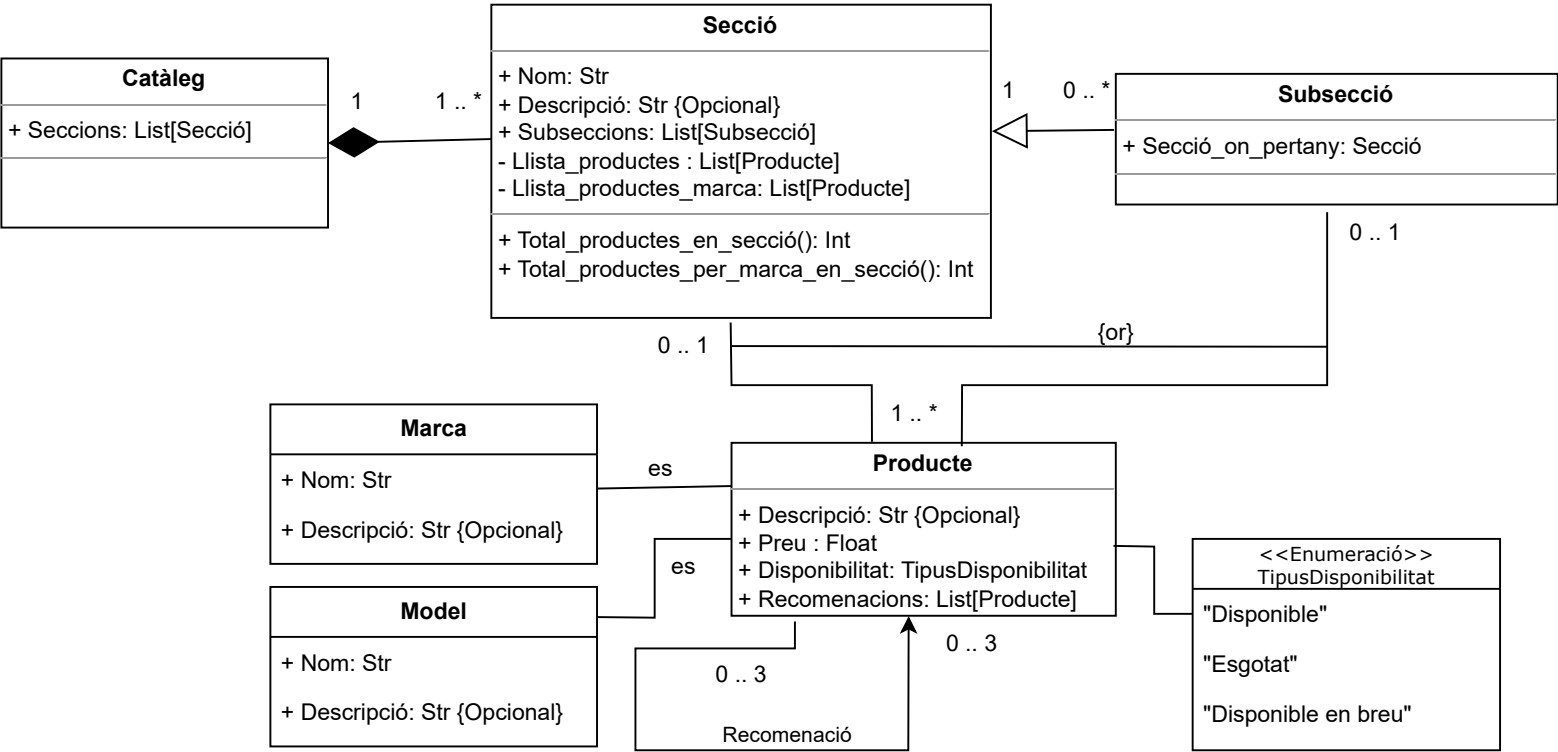 Catàleg
+ Seccions: List[Secció]
1
1 .. *
Secció
+ Nom: Str
+ Descripció: Str {Opcional}
+ Subseccions: List[Subsecció]
- Llista_productes : List[Producte]
- Llista_productes_marca: List[Producte]
+ Total_productes_en_secció(): Int
+ Total_productes_per_marca_en_secció(): Int
1
0 .. *
Subsecció
+ Secció_on_pertany: Secció
0 .. 1
0 .. 1
{or}
1 .. *
Marca
+ Nom: Str
+ Descripció: Str {Opcional}
es
Model
+ Nom: Str
+ Descripció: Str {Opcional}
es
Producte
+ Descripció: Str {Opcional}
+ Preu : Float
+ Disponibilitat: TipusDisponibilitat
+ Recomenacions: List[Producte]
0 .. 3
0 .. 3
Recomenació
<<Enumeració>>
TipusDisponibilitat
"Disponible"
"Esgotat"
"Disponible en breu"